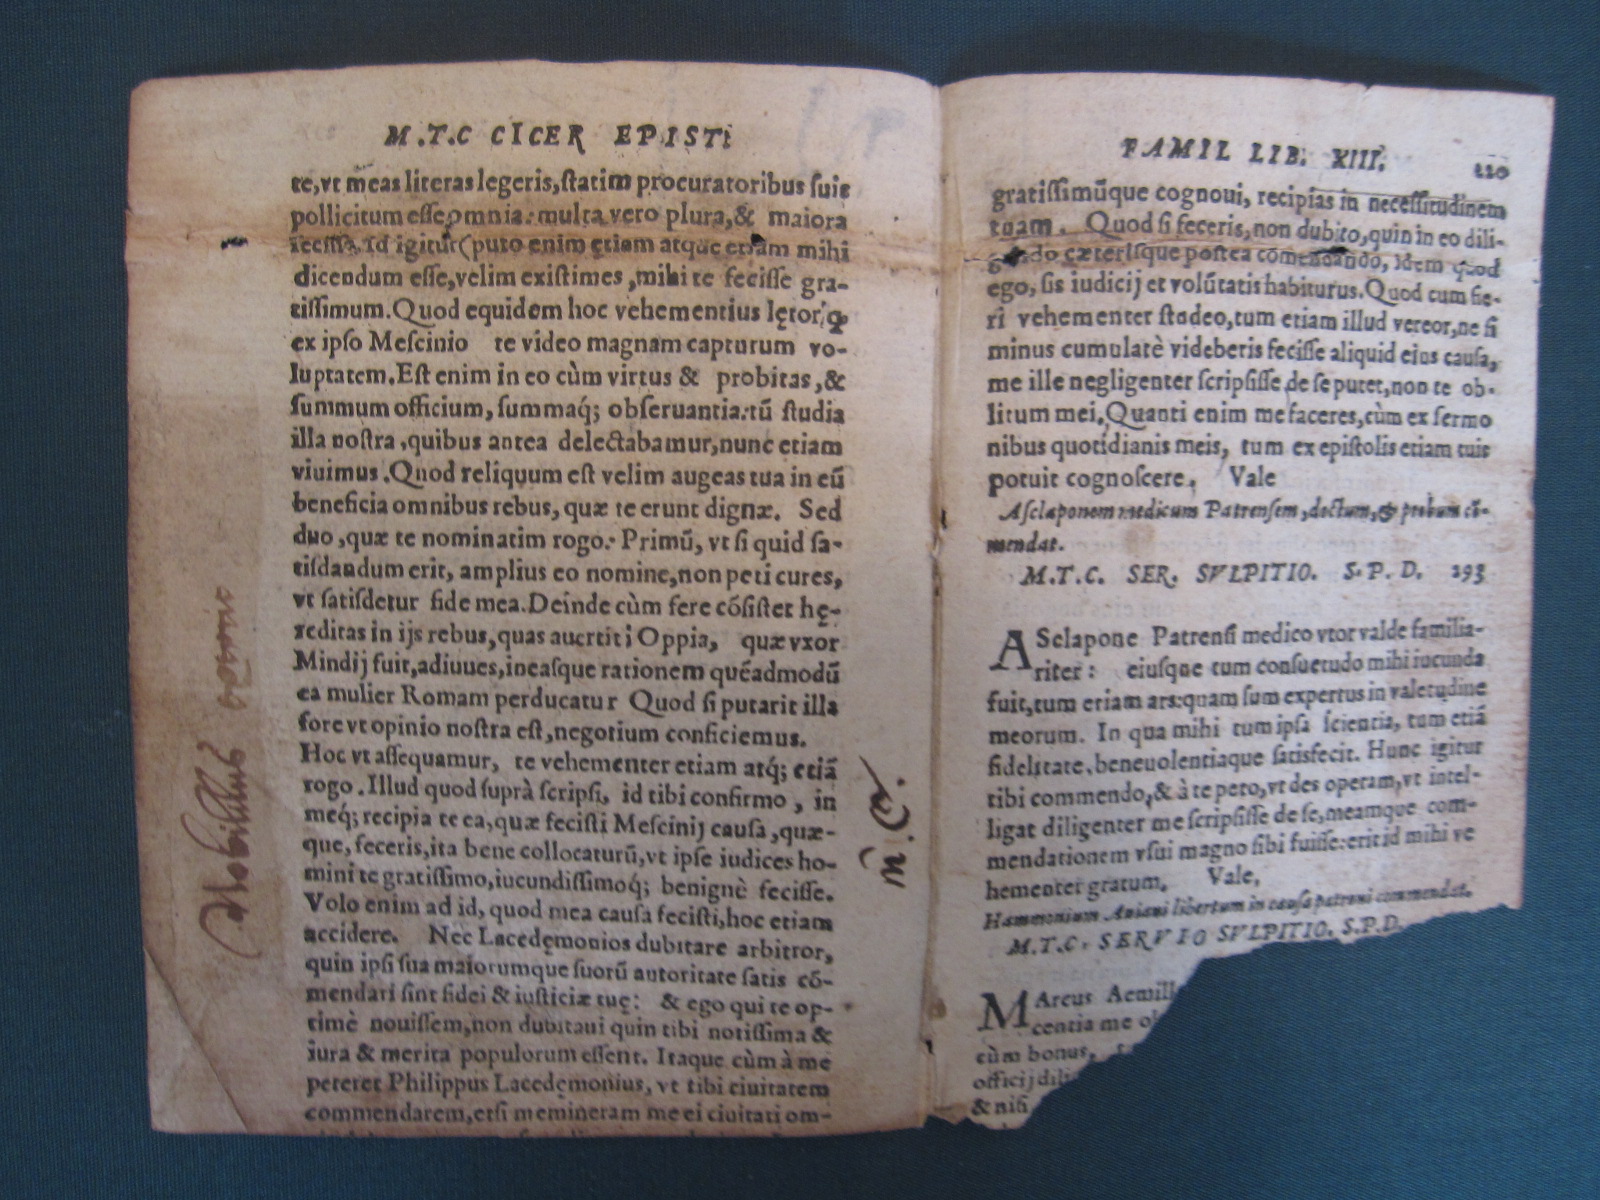 M.T.C CICER EPIST:
te,vt meas literas legeris,ſtatim procuratoribus ſuis
pollicitum eſſe omnia: multa vero plura,& maiora
feciſſe. Id igitur (puto enim etiam atque etiam mihi
dicendum eſſe,velim exiſtimes ,mihi te feciſſe gra-
tiſſimum.Quod equidem hoc vehementius lętor,
ex ipſo Meſcinio te video magnam capturum vo-
luptatem.Eſt enim in eo cùm virtus & probitas,&
ſummum officium, ſummaq́; obſeruantia:tũ ſtudia
illa noſtra ,quibus antea delectabamur,nunc etiam
viuimus.Quod reliquum eſt velim augeas tua in eũ
beneficia omnibus rebus, quæ te erunt dignæ. Sed
duo ,quæ te nominatim rogo. Primũ, vt ſi quid ſa-
tiſdandum erit, amplius eo nomine,non peti cures,
vt ſatiſdetur fide mea.Deinde cùm fere cõſiſtet hę-
reditas in ijs rebus, quas auertit i Oppia, quæ vxor
Mindij fuit,adiuues,ineaſque rationem quẽadmodũ
ea mulier Romam perducatur Quod ſi putarit illa
fore vt opinio noſtra eſt,negotium conficiemus.
Hoc vt aſſequamur, te vehementer etiam atq́; etiã
rogo .Illud quod ſuprà ſcripſi, id tibi confirmo , in
meq́; recipia te ea, quæ feciſti Meſcinij cauſa ,quæ-
que, feceris,ita bene collocaturũ,vt ipſe iudices ho-
mini te gratiſſimo,iucundiſſimoq́; benignè feciſſe.
Volo enim ad id, quod mea cauſa feciſti,hoc etiam
accidere. Nec Lacedęmonios dubitare arbitror,
quin ipſi ſua maiorumque ſuorũ autoritate ſatis cõ-
mendati ſint fidei & iuſticiæ tuę: & ego qui te op-
timè nouiſſem,non dubitaui quin tibi notiſſima &
iura & merita populorum eſſent. Itaque cùm à me
peteret Philippus Lacedęmonius, vt tibi ciuitatem
commendarem,etſi memineram me ei ciuitati om-
Nobilibus
m̃. Q.
FAMIL LIB. XIII. 220
gratiſſimũque cognoui, recipias in neceſſitudinem
tuam. Quod ſi feceris,non dubito,quin in eo dili-
cæteriſque poſtea cõmendando, idem quod
ego, ſis iudicij et volũtatis habiturus.Quod cum fie-
ri vehementer ſtudeo,tum etiam illud vereor,ne ſi
minus cumulatè videberis feciſſe aliquid eius cauſa,
me ille negligenter ſcripſiſſe de ſe putet,non te ob-
litum mei.Quanti enim me faceres,cùm ex ſermo
nibus quotidianis meis, tum ex epiſtolis etiam tuis
potuit cognoſcere. Vale
Aſclaponem medicum Patrenſem,doctum,& probum cõ-
mendat.
M.T.C. SER. SVLPITIO. S.P.D. 293
ASclapone Patrenſi medico vtor valde familia-
riter: eiuſque tum conſuetudo mihi iucunda
fuit,tum etiam ars:quam ſum expertus in valetudine
meorum. In qua mihi tum ipſa ſcientia, tum etiã
fidelitate, beneuolentiaque ſatisfecit. Hunc igitur
tibi commendo,& à te peto,vt des operam,vt intel-
ligat diligenter me ſcripſiſſe de ſe,meamque com-
mendationem vſui magno ſibi fuiſſe:erit id mihi ve
hementer gratum. Vale,
Hammonium Auiani libertum in cauſa patroni commendat.
M.T.C. SERVIO SVLPITIO. S.P.D.
MArcus Aemill
centia me ob
cùm bonus,
officij dili
& niſi